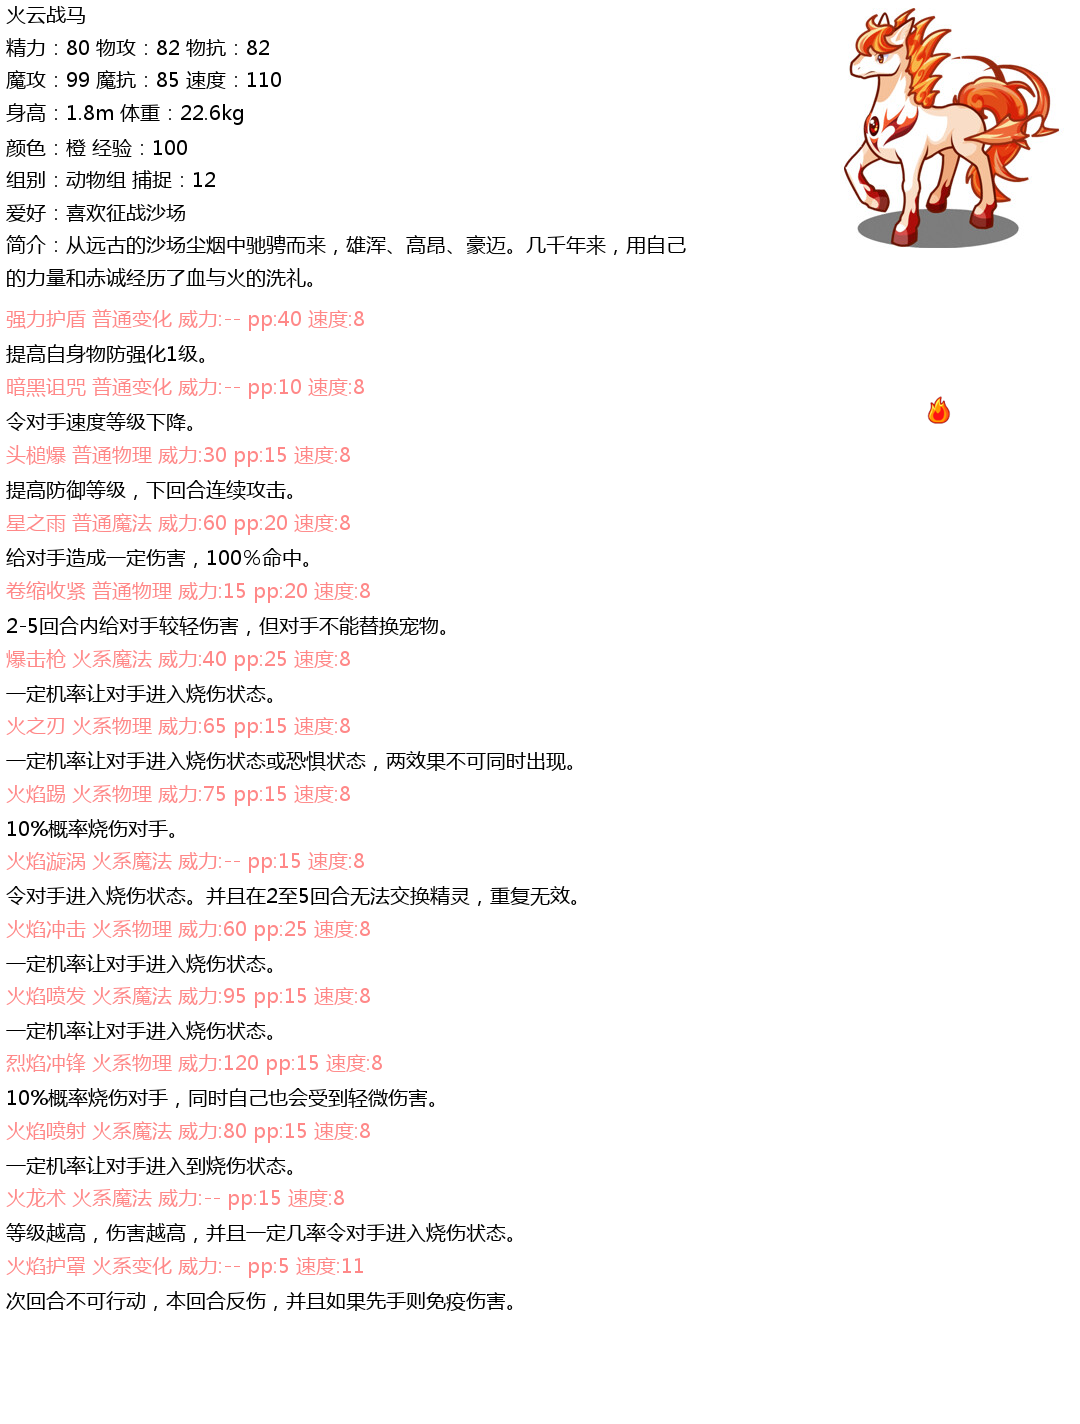 火云战马
精力：80 物攻：82 物抗：82
魔攻：99 魔抗：85 速度：110
身高：1.8m 体重：22.6kg
颜色：橙 经验：100
组别：动物组 捕捉：12
爱好：喜欢征战沙场
简介：从远古的沙场尘烟中驰骋而来，雄浑、高昂、豪迈。几千年来，用自己
的力量和赤诚经历了血与火的洗礼。
强力护盾 普通变化 威力:-- pp:40 速度:8
提高自身物防强化1级。
暗黑诅咒 普通变化 威力:-- pp:10 速度:8
令对手速度等级下降。
头槌爆 普通物理 威力:30 pp:15 速度:8
提高防御等级，下回合连续攻击。
星之雨 普通魔法 威力:60 pp:20 速度:8
给对手造成一定伤害，100%命中。
卷缩收紧 普通物理 威力:15 pp:20 速度:8
2-5回合内给对手较轻伤害，但对手不能替换宠物。
爆击枪 火系魔法 威力:40 pp:25 速度:8
一定机率让对手进入烧伤状态。
火之刃 火系物理 威力:65 pp:15 速度:8
一定机率让对手进入烧伤状态或恐惧状态，两效果不可同时出现。
火焰踢 火系物理 威力:75 pp:15 速度:8
10%概率烧伤对手。
火焰漩涡 火系魔法 威力:-- pp:15 速度:8
令对手进入烧伤状态。并且在2至5回合无法交换精灵，重复无效。
火焰冲击 火系物理 威力:60 pp:25 速度:8
一定机率让对手进入烧伤状态。
火焰喷发 火系魔法 威力:95 pp:15 速度:8
一定机率让对手进入烧伤状态。
烈焰冲锋 火系物理 威力:120 pp:15 速度:8
10%概率烧伤对手，同时自己也会受到轻微伤害。
火焰喷射 火系魔法 威力:80 pp:15 速度:8
一定机率让对手进入到烧伤状态。
火龙术 火系魔法 威力:-- pp:15 速度:8
等级越高，伤害越高，并且一定几率令对手进入烧伤状态。
火焰护罩 火系变化 威力:-- pp:5 速度:11
次回合不可行动，本回合反伤，并且如果先手则免疫伤害。